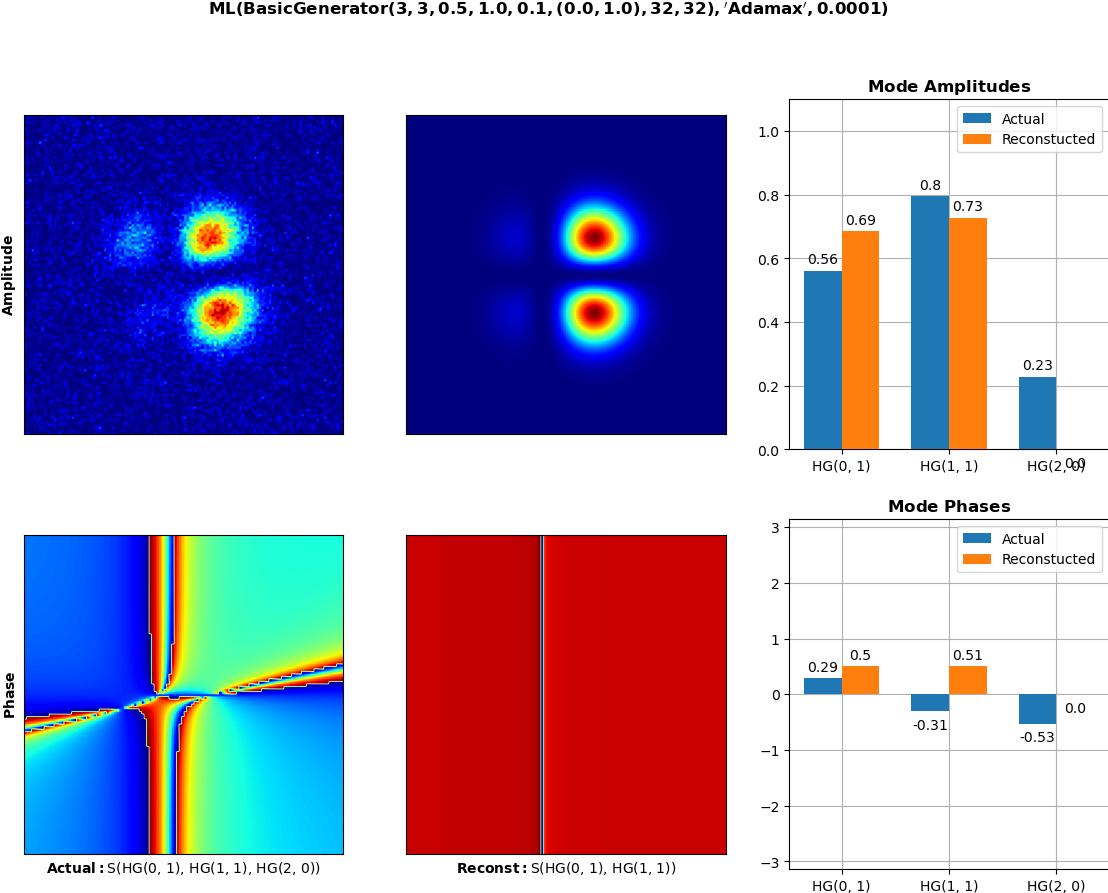 ML(BasicGenerator(3, 3, 0.5, 1.0, 0.1, (0.0, 1.0), 32, 32), ′Adamax′, 0.0001)
Amplitude
Mode Amplitudes
Actual
Reconstucted
1.0
0.8
0.6
0.4
0.2
0.0
0.56
0.69
0.8
0.73
0.23
0.0
HG(0, 1)
HG(1, 1)
HG(2, 0)
Phase
Actual: S(HG(0, 1), HG(1, 1), HG(2, 0))
Reconst: S(HG(0, 1), HG(1, 1))
Mode Phases
Actual
Reconstucted
3
2
1
0
−1
−2
−3
0.29
0.5
-0.31
0.51
-0.53
0.0
HG(0, 1)
HG(1, 1)
HG(2, 0)